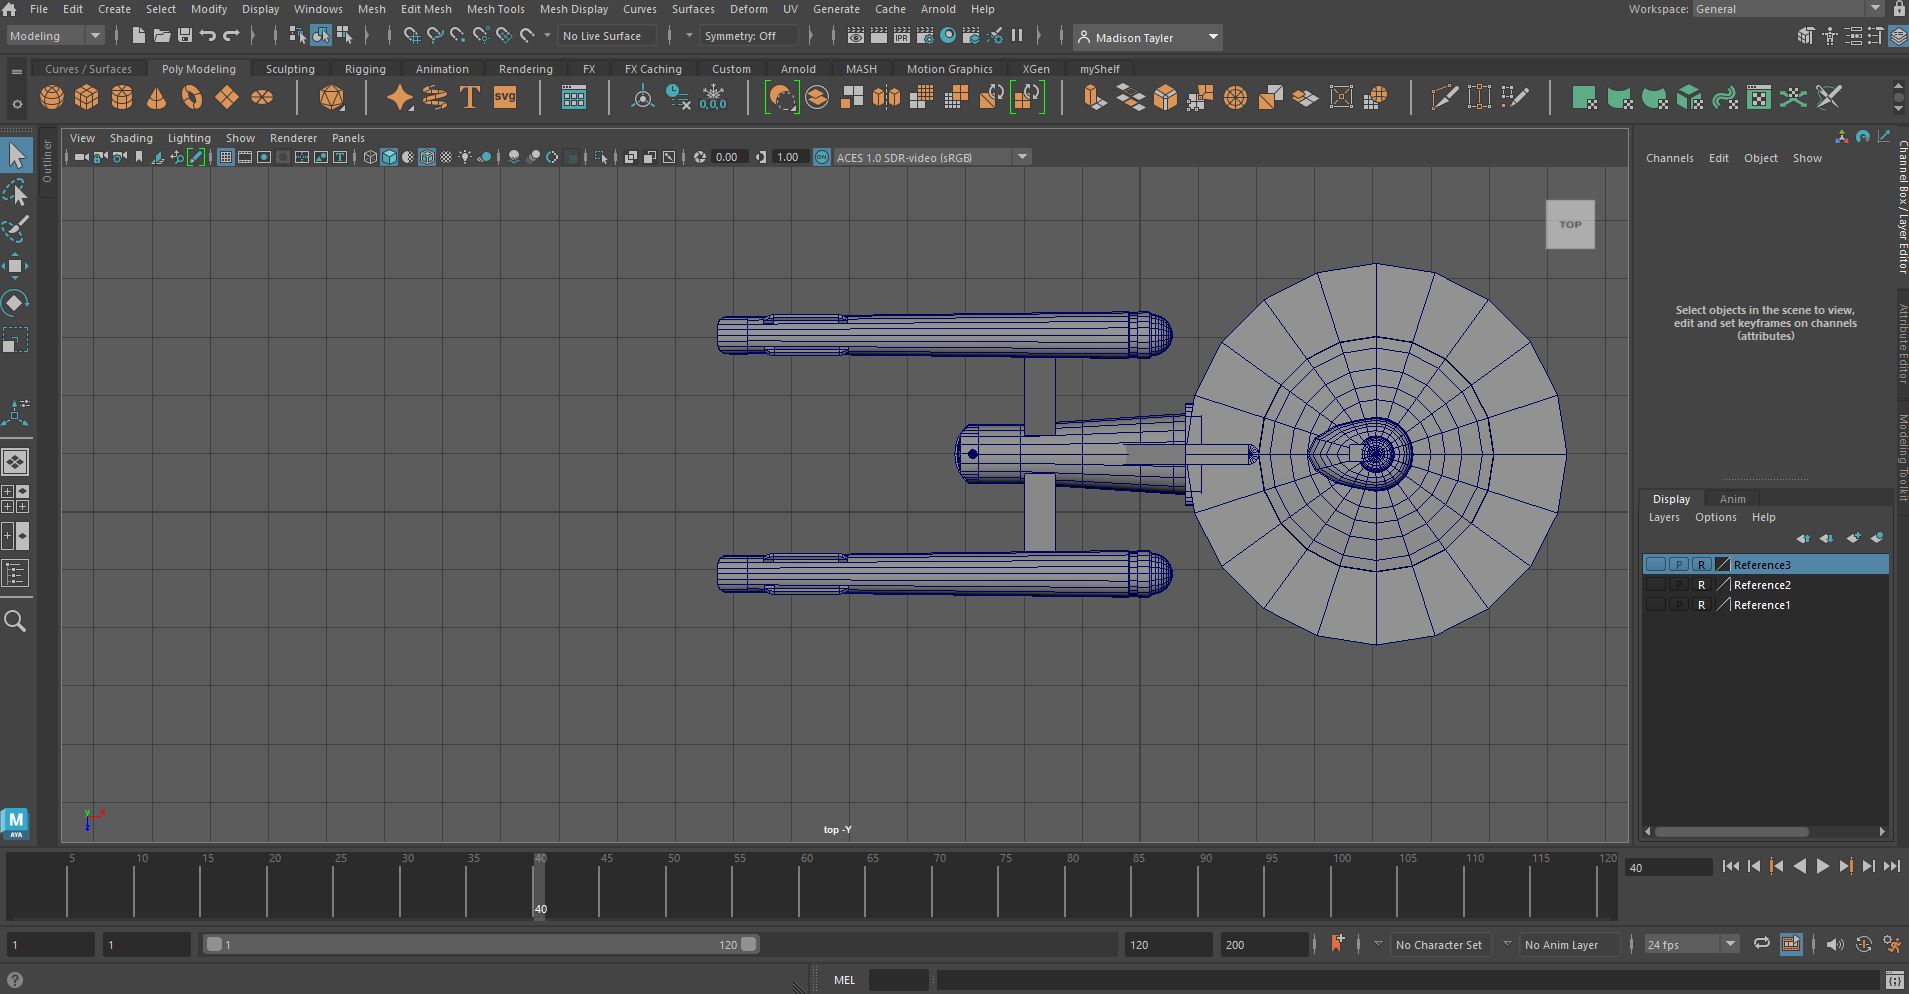 File Edit Create Select Modify Display Windows Mesh Edit Mesh Mesh Tools Mesh Display Curves Surfaces Deform UV Generate Cache Arnold Help Workspace: General
Modeling No Live Surface Symmetry: Off IPR Madison Tayler
Curves / Surfaces Poly Modeling Sculpting Rigging Animation Rendering FX FX Caching Custom Arnold MASH Motion Graphics XGen myShelf
T SVG 0,0,0
Outliner
View Shading Lighting Show Renderer Panels
0.00 1.00 ON ACES 1.0 SDR-video (sRGB)
TOP
top -Y
y x z
Channels Edit Object Show
Select objects in the scene to view,
edit and set keyframes on channels
(attributes)
Channel Box / Layer Editor
Attribute Editor
Modeling Toolkit
Display Anim
Layers Options Help
P R Reference3
P R Reference2
P R Reference1
M
AYA
5 10 15 20 25 30 35 40 45 50 55 60 65 70 75 80 85 90 95 100 105 110 115 120
40
40
1 1 1 120 120 200 No Character Set No Anim Layer 24 fps
MEL